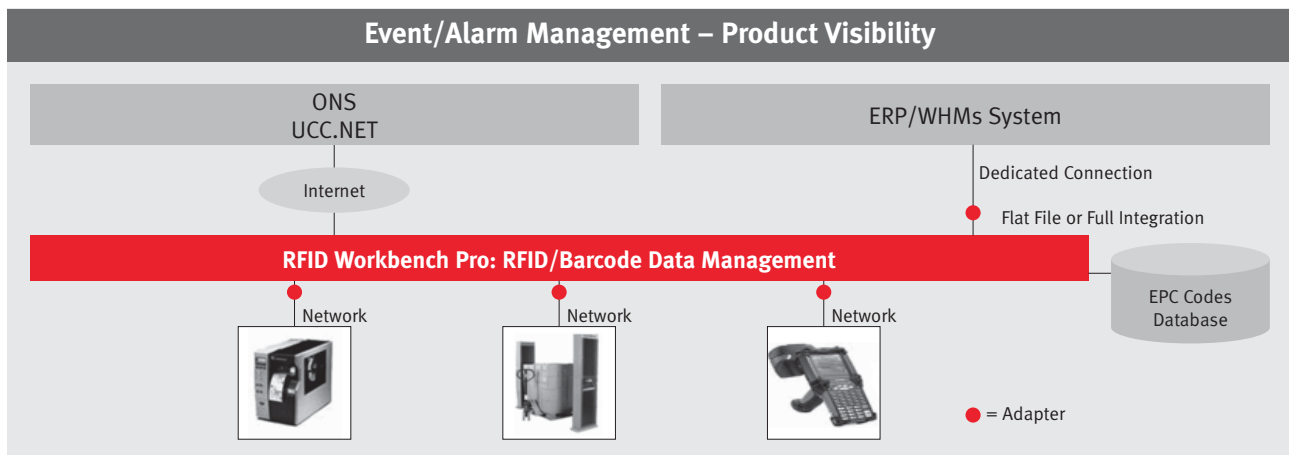 Event/Alarm Management – Product Visibility
ONS
UCC.NET
ERP/WHMs System
Internet
Dedicated Connection
Flat File or Full Integration
RFID Workbench Pro: RFID/Barcode Data Management
EPC Codes
Database
Network
Network
Network
= Adapter